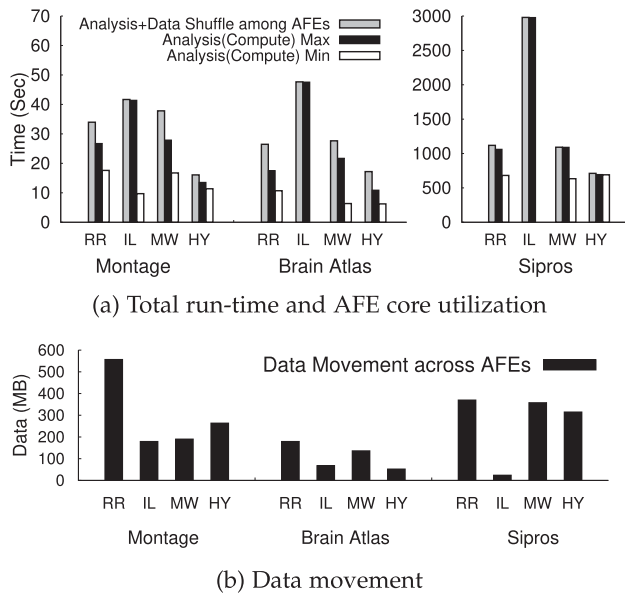 70
60
50
40
30
20
10
0
Time (Sec)
Analysis+Data Shuffle among AFEs
Analysis(Compute) Max
Analysis(Compute) Min
RR IL MW HY RR IL MW HY
Montage Brain Atlas
3000
2500
2000
1500
1000
500
0
RR IL MW HY
Sipros
(a) Total run-time and AFE core utilization
600
500
400
300
200
100
0
Data (MB)
Data Movement across AFEs
RR IL MW HY RR IL MW HY RR IL MW HY
Montage Brain Atlas Sipros
(b) Data movement